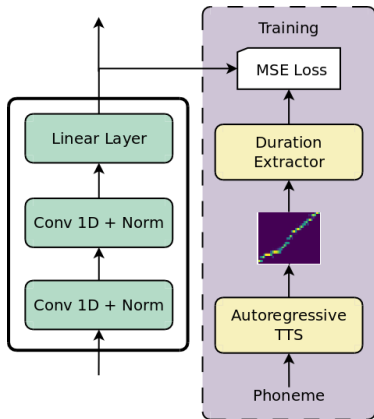 Training
MSE Loss
Linear Layer
Duration
Extractor
Conv 1D + Norm
Conv 1D + Norm
Autoregressive
TTS
Phoneme